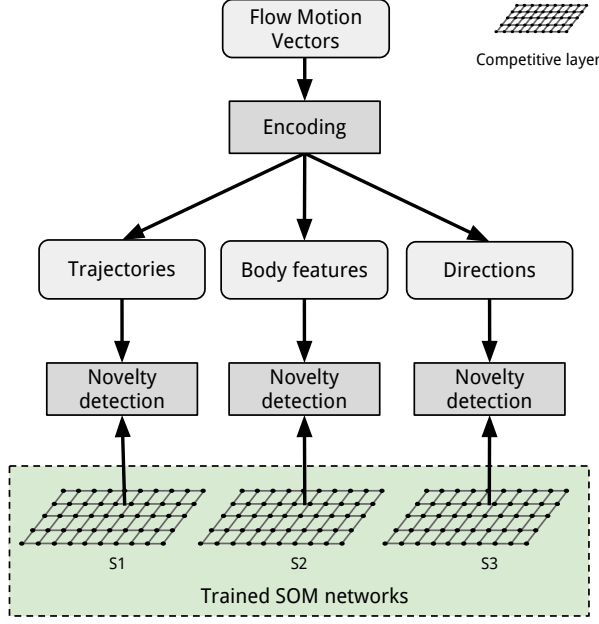 Flow Motion
Vectors
Competitive layer
Encoding
Trajectories
Body features
Directions
Novelty
detection
Novelty
detection
Novelty
detection
S1
S2
S3
Trained SOM networks